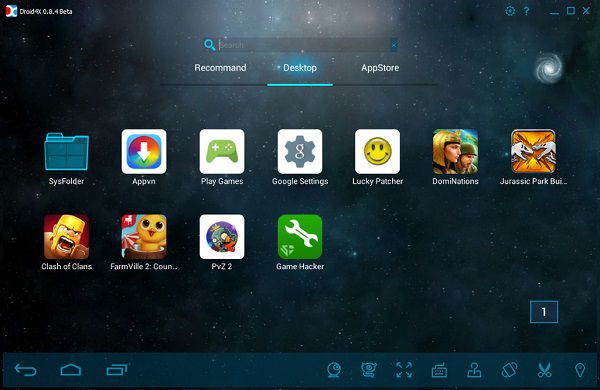 Droid4X 0.8.4 Beta
?
Search
Recommand
Desktop
AppStore
SysFolder
Appvn
Play Games
Google Settings
Lucky Patcher
DomiNations
Jurassic Park Bui...
Clash of Clans
FarmVille 2: Coun...
PvZ 2
Game Hacker
1